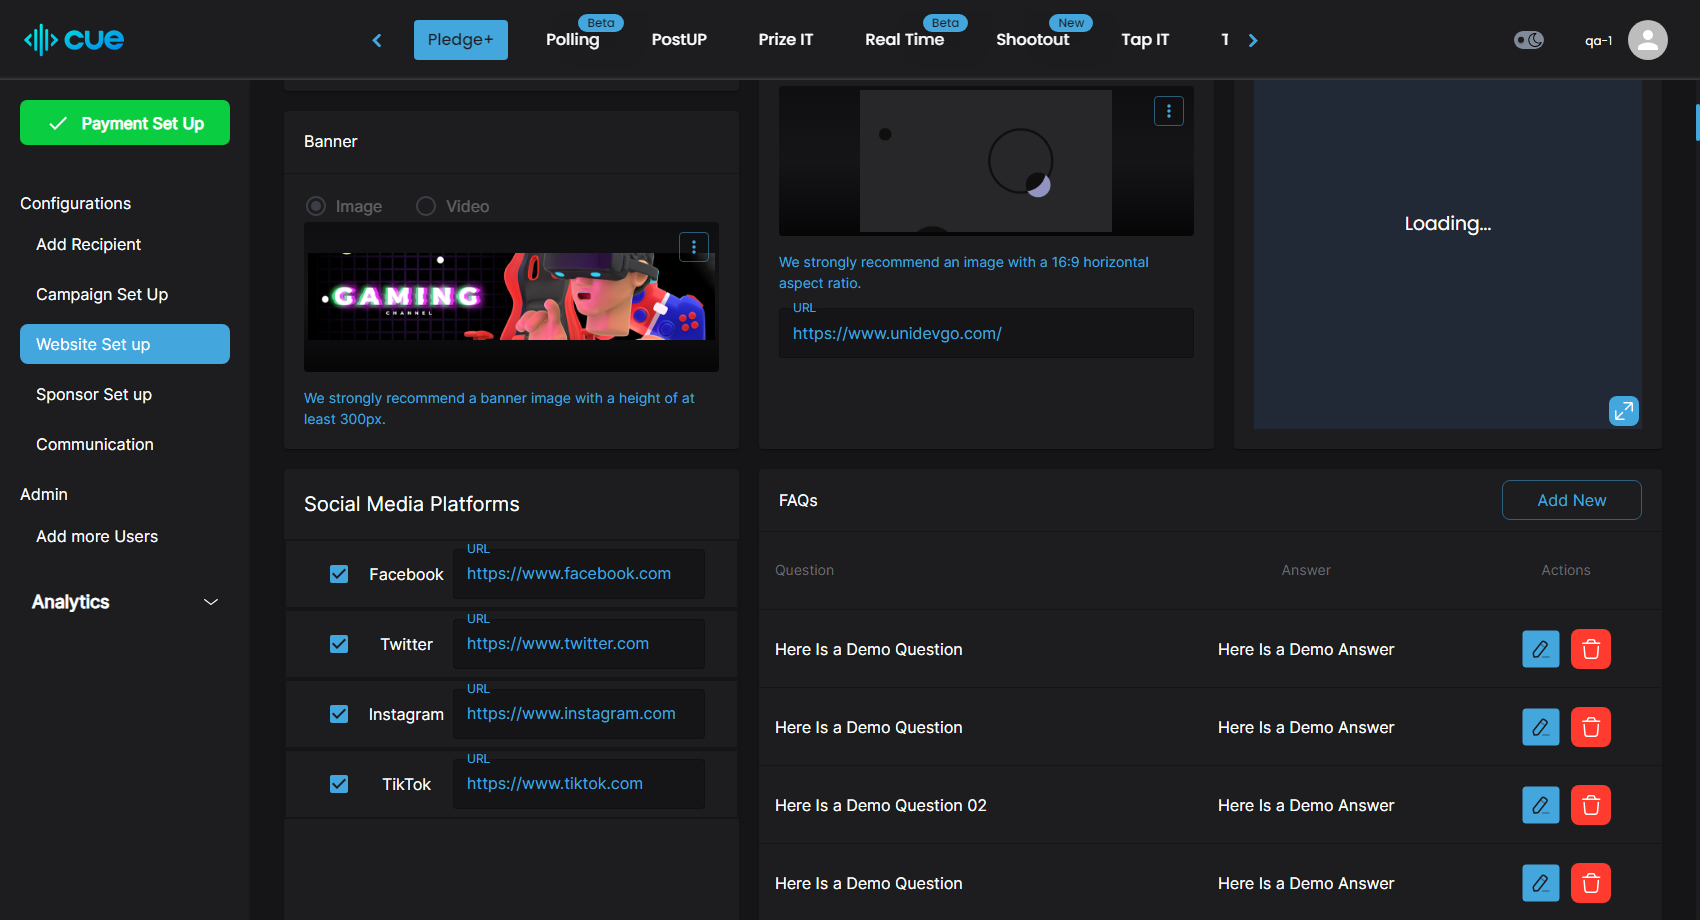 cue
Pledge+
Polling
Beta
PostUP
Prize IT
Real Time
Beta
Shootout
New
Tap IT
T
qa-1
Payment Set Up
Configurations
Add Recipient
Campaign Set Up
Website Set up
Sponsor Set up
Communication
Admin
Add more Users
Analytics
Banner
Image
Video
GAMING
CHANNEL
We strongly recommend a banner image with a height of at
least 300px.
We strongly recommend an image with a 16:9 horizontal
aspect ratio.
URL
https://www.unidevgo.com/
Loading...
Social Media Platforms
Facebook
URL
https://www.facebook.com
Twitter
URL
https://www.twitter.com
Instagram
URL
https://www.instagram.com
TikTok
URL
https://www.tiktok.com
FAQs
Add New
Question
Answer
Actions
Here Is a Demo Question
Here Is a Demo Answer
Here Is a Demo Question
Here Is a Demo Answer
Here Is a Demo Question 02
Here Is a Demo Answer
Here Is a Demo Question
Here Is a Demo Answer